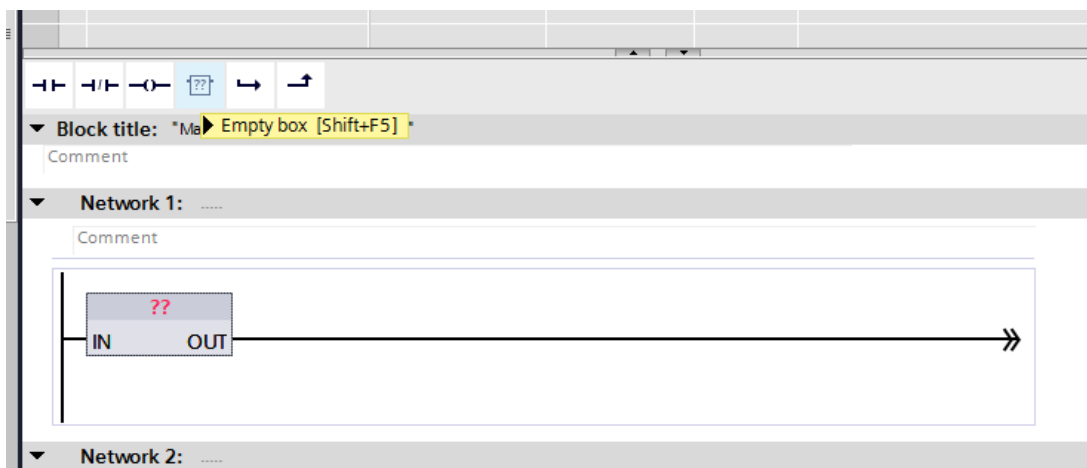 ??
Block title: "Ma
Empty box [Shift+F5]
"
Comment
Network 1: .....
Comment
??
IN OUT
Network 2: .....